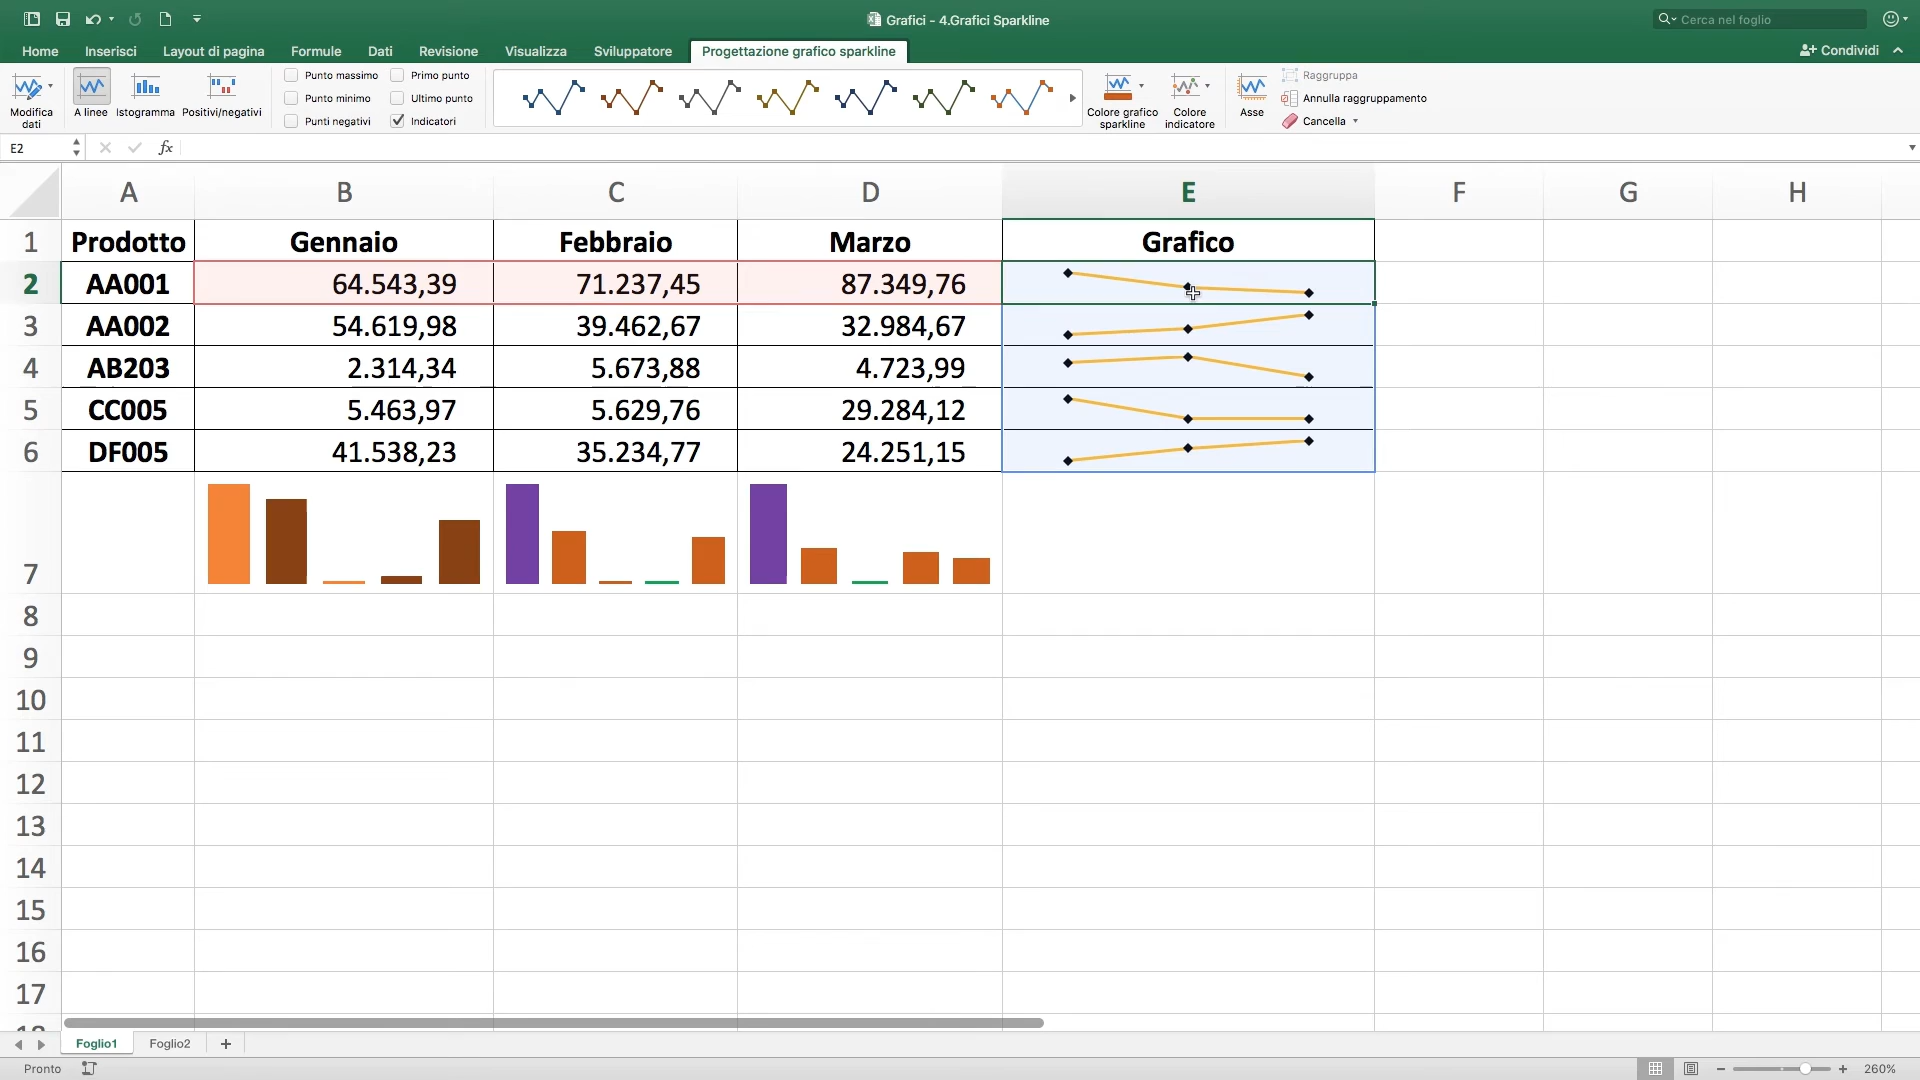 Grafici - 4.Grafici Sparkline
Cerca nel foglio
Home Inserisci Layout di pagina Formule Dati Revisione Visualizza Sviluppatore Progettazione grafico sparkline
Condividi
Modifica dati
A linee
Istogramma
Positivi/negativi
Punto massimo
Punto minimo
Punti negativi
Primo punto
Ultimo punto
Indicatori
Colore grafico sparkline
Colore indicatore
Asse
Raggruppa
Annulla raggruppamento
Cancella
E2 fx
A B C D E F G H
1 Prodotto Gennaio Febbraio Marzo Grafico
2 AA001 64.543,39 71.237,45 87.349,76
3 AA002 54.619,98 39.462,67 32.984,67
4 AB203 2.314,34 5.673,88 4.723,99
5 CC005 5.463,97 5.629,76 29.284,12
6 DF005 41.538,23 35.234,77 24.251,15
7
8
9
10
11
12
13
14
15
16
17
Foglio1 Foglio2
Pronto
260%